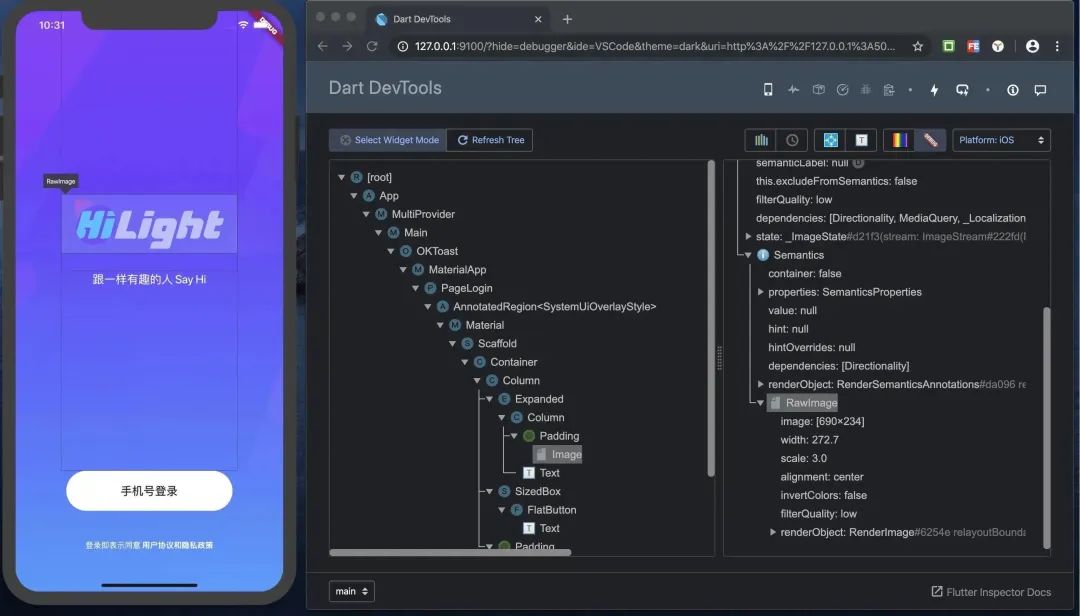 10:31
DEBUG
RawImage
HiLight
跟一样有趣的人 Say Hi
手机号登录
登录即表示同意 用户协议和隐私政策
Dart DevTools
127.0.0.1:9100/?hide=debugger&ide=VSCode&theme=dark&uri=http%3A%2F%2F127.0.0.1%3A50...
Dart DevTools
Select Widget Mode
Refresh Tree
Platform: iOS
[root]
App
MultiProvider
Main
OKToast
MaterialApp
PageLogin
AnnotatedRegion<SystemUiOverlayStyle>
Material
Scaffold
Container
Column
Expanded
Column
Padding
Image
Text
SizedBox
FlatButton
Text
Padding
semanticLabel: null D
this.excludeFromSemantics: false
filterQuality: low
dependencies: [Directionality, MediaQuery, _Localization
state: _ImageState#d21f3(stream: ImageStream#222fd(
Semantics
container: false
properties: SemanticsProperties
value: null
hint: null
hintOverrides: null
dependencies: [Directionality]
renderObject: RenderSemanticsAnnotations#da096 re
RawImage
image: [690×234]
width: 272.7
scale: 3.0
alignment: center
invertColors: false
filterQuality: low
renderObject: RenderImage#6254e relayoutBounda
main
Flutter Inspector Docs